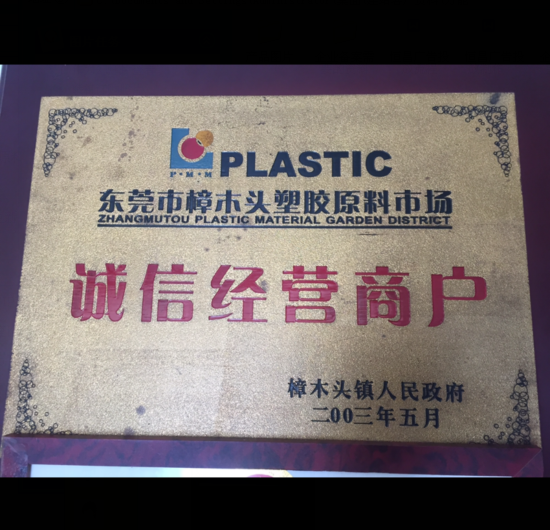 P·M·M
PLASTIC
东莞市樟木头塑胶原料市场
ZHANGMUTOU PLASTIC MATERIAL GARDEN DISTRICT
诚信经营商户
樟木头镇人民政府
二00三年五月